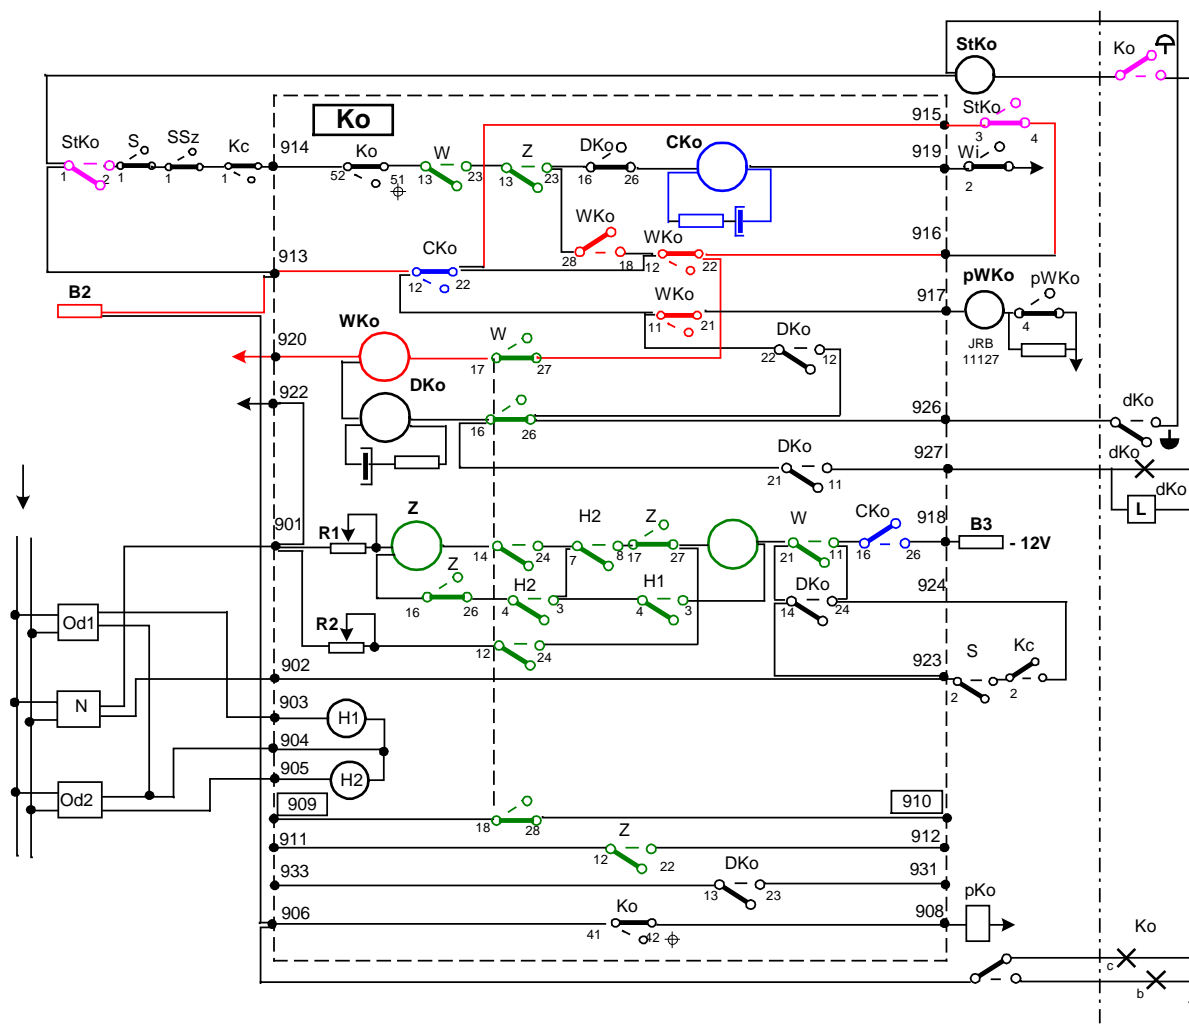 StKo
Ko
StKo
3 4
915
Ko
StKo S SSz Kc 914 Ko W Z DKo CKo 919 Wi
1 2 1 1 1 52 51 13 23 13 23 16 26 2
WKo
28 18
WKo
12 22
916
913
CKo
12 22
B2
WKo
11 21
917
pWKo pWKo
4
JRB
11127
920
WKo
W
17 27
DKo
22 12
922
DKo
16 26
926
dKo
DKo
21 11
927
dKo
dKo
L
901
R1
Z
14 24
H2
7 8
Z
17 27
W
21 11
CKo
16 26
918
B3
- 12V
Z
16 26
H2
4 3
H1
4 3
DKo
14 24
924
Od1
R2
12 24
902
923
S Kc
2 2
N
903
H1
904
905
H2
Od2
909
18 28
910
911
Z
12 22
912
933
DKo
13 23
931
906
Ko
41 42
908
pKo
Ko
c
b